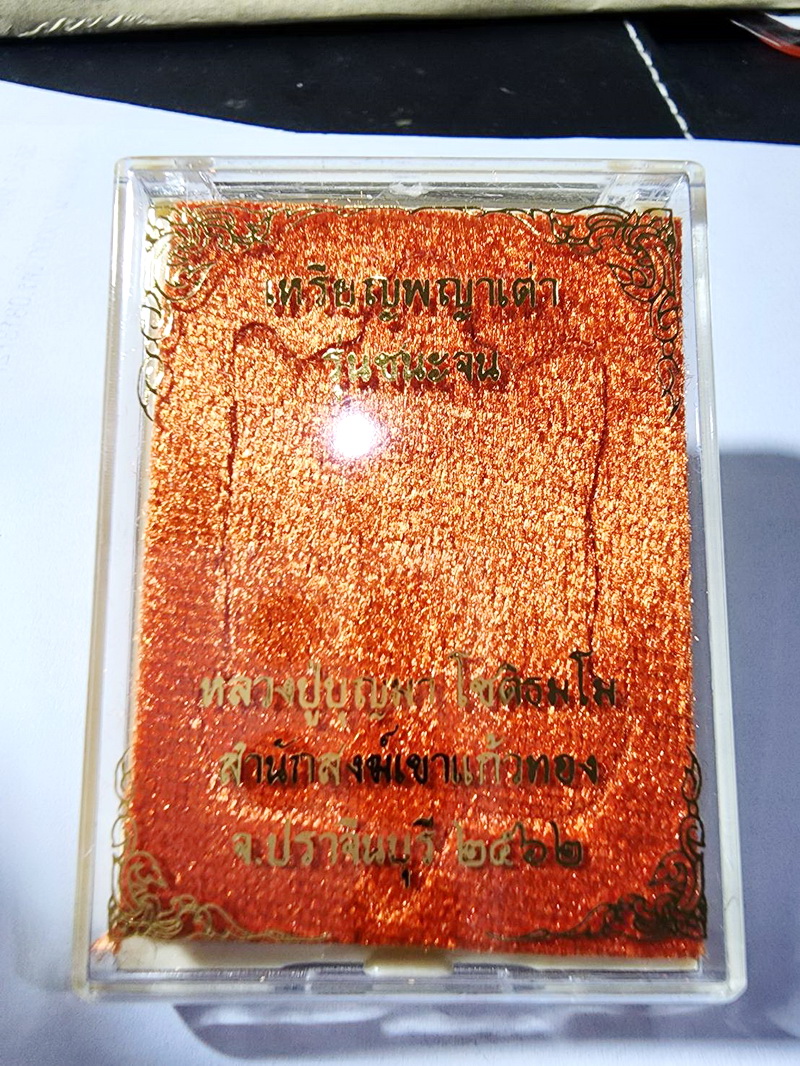 เหรียญพญาเต่า
รุ่นชนะจน
หลวงปู่บุญมา โชติธมฺโม
สำนักสงฆ์เขาแก้วทอง
จ.ปราจีนบุรี ๒๕๖๒